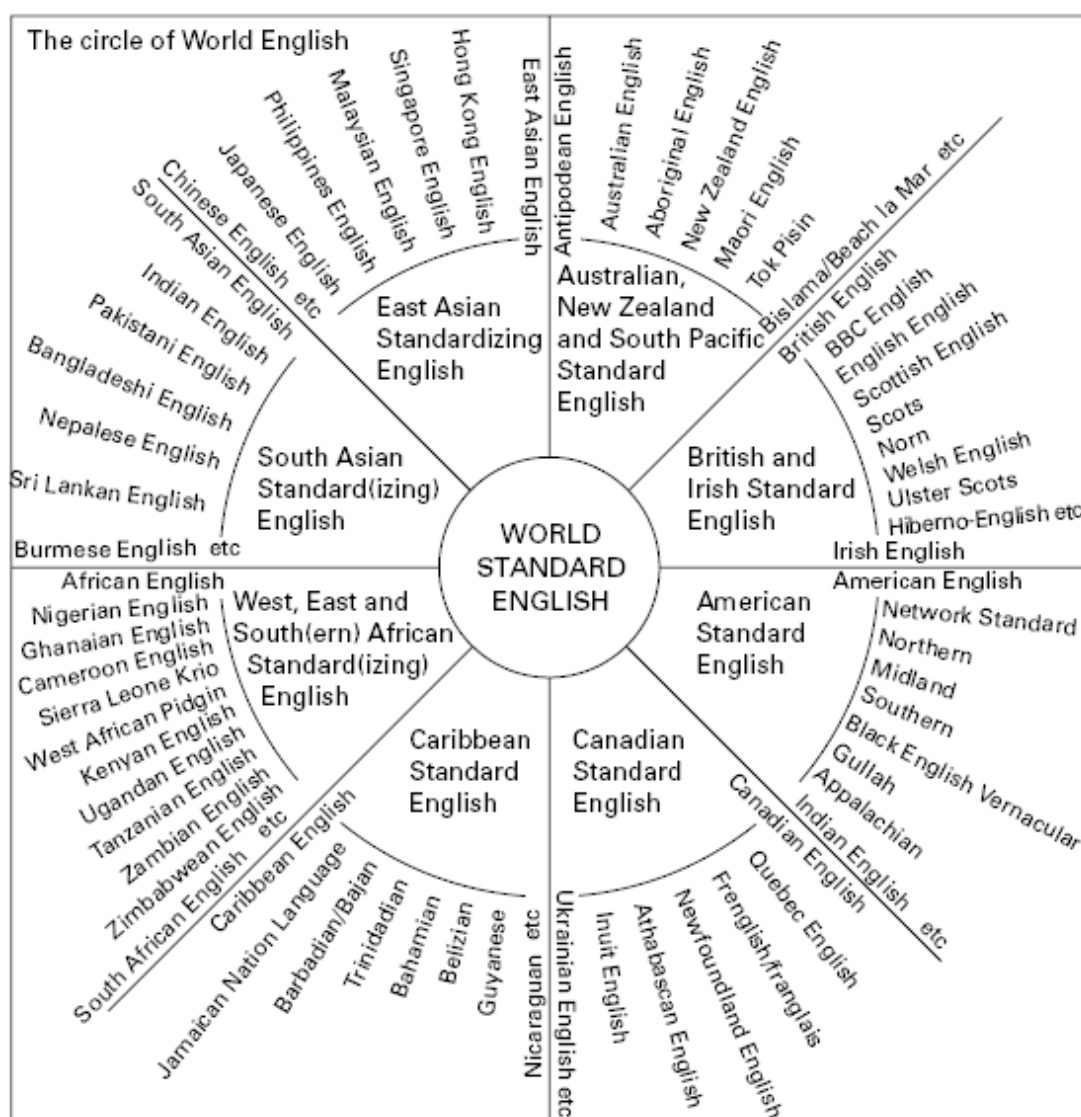 The circle of World English
East Asian English
Hong Kong English
Singapore English
Malaysian English
Philippines English
Japanese English
Chinese English etc
East Asian
Standardizing
English
Antipodean English
Australian English
Aboriginal English
New Zealand English
Maori English
Tok Pisin
Bislama/Beach la Mar etc
Australian,
New Zealand
and South Pacific
Standard
English
British English
BBC English
English English
Scottish English
Scots
Norn
Welsh English
Ulster Scots
Hiberno-English etc
Irish English
British and
Irish Standard
English
South Asian English
Indian English
Pakistani English
Bangladeshi English
Nepalese English
Sri Lankan English
Burmese English etc
South Asian
Standard(izing)
English
WORLD
STANDARD
ENGLISH
African English
Nigerian English
Ghanaian English
Cameroon English
Sierra Leone Krio
West African Pidgin
Kenyan English
Ugandan English
Tanzanian English
Zambian English
Zimbabwean English
South African English etc
West, East and
South(ern) African
Standard(izing)
English
American English
Network Standard
Northern
Midland
Southern
Black English Vernacular
Gullah
Appalachian
Indian English etc
American
Standard
English
Caribbean English
Jamaican Nation Language
Barbadian/Bajan
Trinidadian
Bahamian
Belizian
Guyanese
Nicaraguan etc
Caribbean
Standard
English
Canadian English
Quebec English
Frenglish/franglais
Newfoundland English
Athabascan English
Inuit English
Ukrainian English etc
Canadian
Standard
English